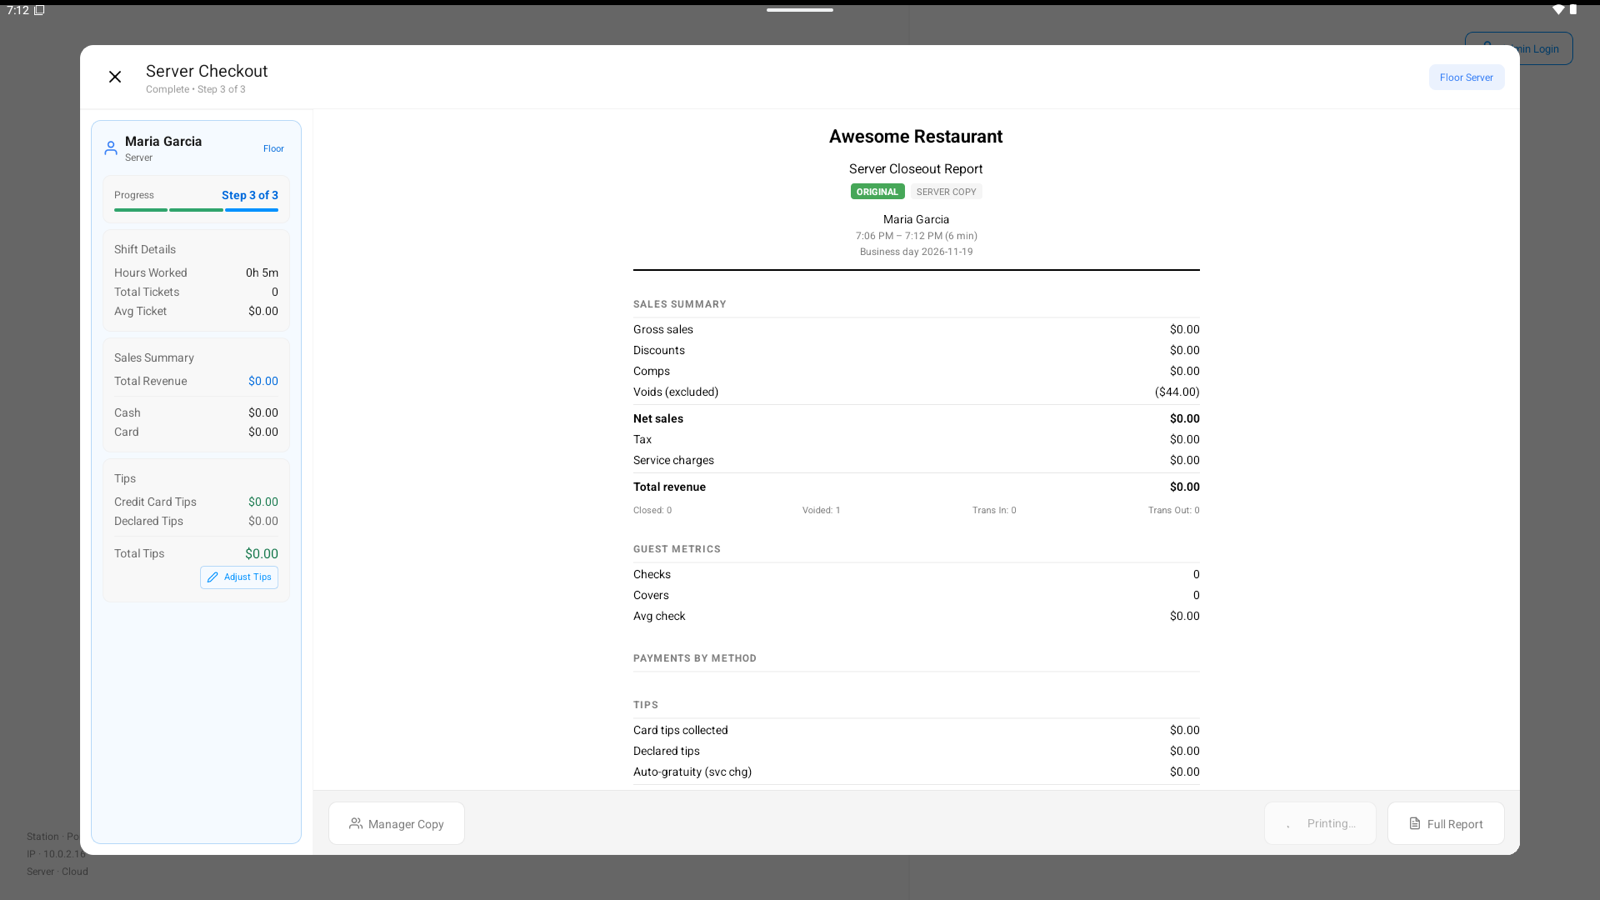 7:12
min Login
Server Checkout
Complete • Step 3 of 3
Floor Server
Maria Garcia
Server
Floor
Progress
Step 3 of 3
Shift Details
Hours Worked 0h 5m
Total Tickets 0
Avg Ticket $0.00
Sales Summary
Total Revenue $0.00
Cash $0.00
Card $0.00
Tips
Credit Card Tips $0.00
Declared Tips $0.00
Total Tips $0.00
Adjust Tips
Awesome Restaurant
Server Closeout Report
ORIGINAL SERVER COPY
Maria Garcia
7:06 PM – 7:12 PM (6 min)
Business day 2026-11-19
SALES SUMMARY
Gross sales $0.00
Discounts $0.00
Comps $0.00
Voids (excluded) ($44.00)
Net sales $0.00
Tax $0.00
Service charges $0.00
Total revenue $0.00
Closed: 0 Voided: 1 Trans In: 0 Trans Out: 0
GUEST METRICS
Checks 0
Covers 0
Avg check $0.00
PAYMENTS BY METHOD
TIPS
Card tips collected $0.00
Declared tips $0.00
Auto-gratuity (svc chg) $0.00
Manager Copy
Printing...
Full Report
Station · Po
IP · 10.0.2.16
Server · Cloud